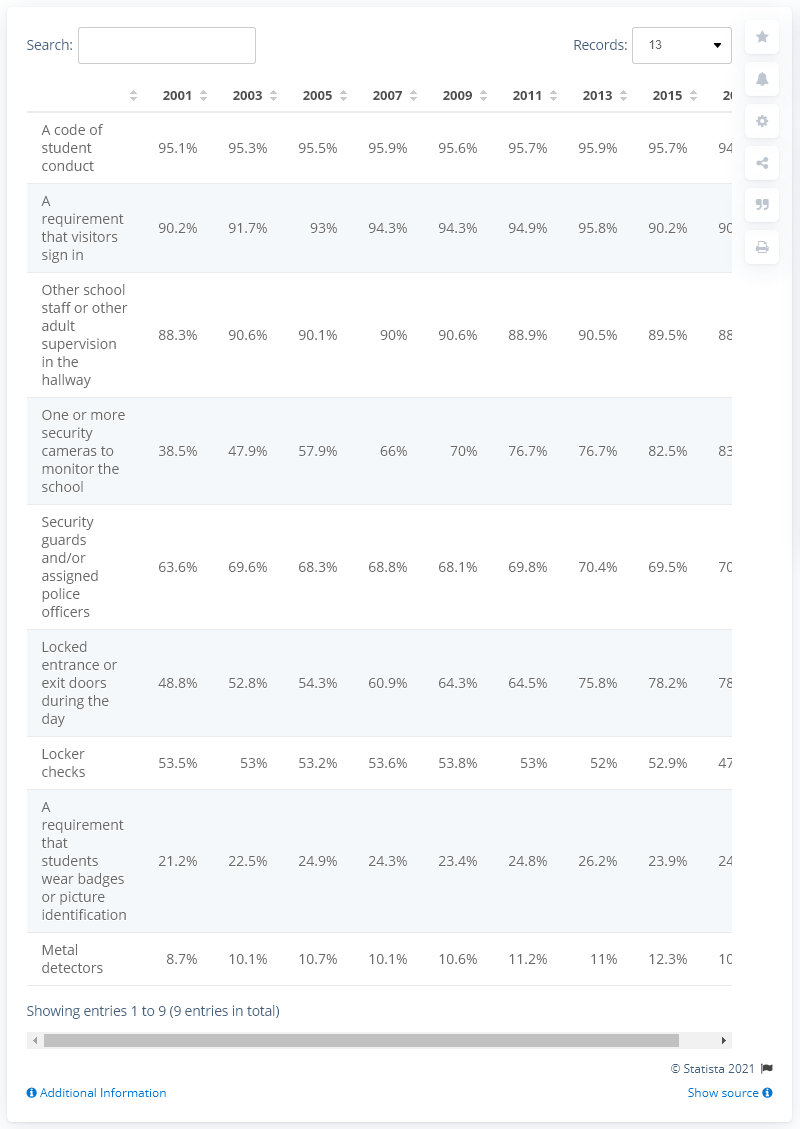 Search:
Records: 13
2001 2003 2005 2007 2009 2011 2013 2015 20
A code of
student
conduct
95.1% 95.3% 95.5% 95.9% 95.6% 95.7% 95.9% 95.7% 94
A
requirement
that visitors
sign in
90.2% 91.7% 93% 94.3% 94.3% 94.9% 95.8% 90.2% 90
Other school
staff or other
adult
supervision
in the
hallway
88.3% 90.6% 90.1% 90% 90.6% 88.9% 90.5% 89.5% 88
One or more
security
cameras to
monitor the
school
38.5% 47.9% 57.9% 66% 70% 76.7% 76.7% 82.5% 83
Security
guards
and/or
assigned
police
officers
63.6% 69.6% 68.3% 68.8% 68.1% 69.8% 70.4% 69.5% 70
Locked
entrance or
exit doors
during the
day
48.8% 52.8% 54.3% 60.9% 64.3% 64.5% 75.8% 78.2% 78
Locker
checks
53.5% 53% 53.2% 53.6% 53.8% 53% 52% 52.9% 47
A
requirement
that
students
wear badges
or picture
identification
21.2% 22.5% 24.9% 24.3% 23.4% 24.8% 26.2% 23.9% 24
Metal
detectors
8.7% 10.1% 10.7% 10.1% 10.6% 11.2% 11% 12.3% 10
Showing entries 1 to 9 (9 entries in total)
© Statista 2021
Additional Information
Show source